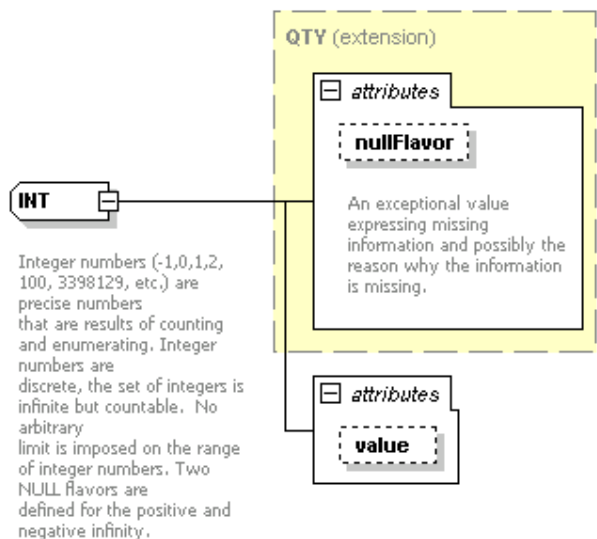 QTY (extension)
attributes
nullFlavor
An exceptional value
expressing missing
information and possibly the
reason why the information
is missing.
INT
Integer numbers (-1,0,1,2,
100, 3398129, etc.) are
precise numbers
that are results of counting
and enumerating. Integer
numbers are
discrete, the set of integers is
infinite but countable.  No
arbitrary
limit is imposed on the range
of integer numbers. Two
NULL flavors are
defined for the positive and
negative infinity.
attributes
value